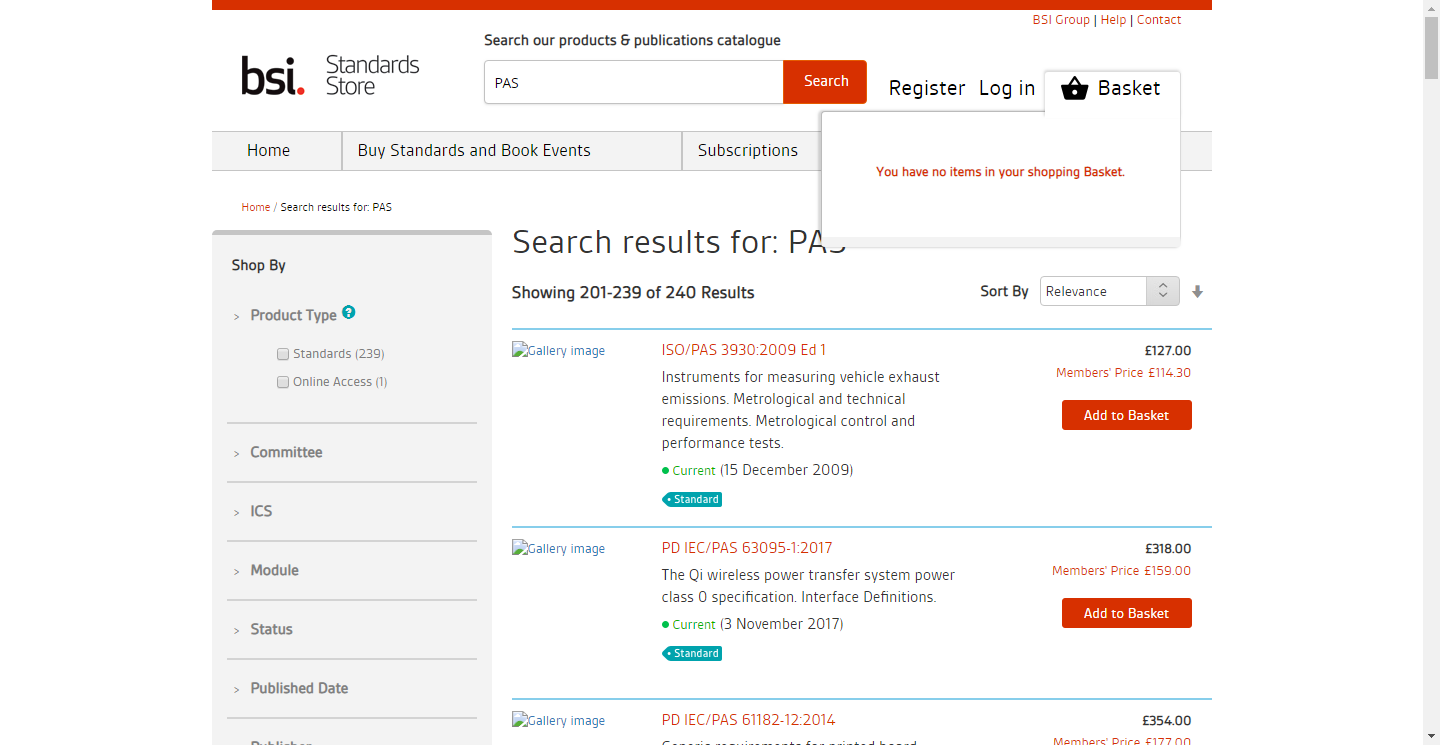 BSI Group | Help | Contact
Search our products & publications catalogue
bsi. Standards Store
PAS
Search
Register
Log in
Basket
Home
Buy Standards and Book Events
Subscriptions
You have no items in your shopping Basket.
Home / Search results for: PAS
Search results for: PAS
Shop By
> Product Type ?
Standards (239)
Online Access (1)
> Committee
> ICS
> Module
> Status
> Published Date
> Publisher
Showing 201-239 of 240 Results
Sort By
Relevance
Gallery image
ISO/PAS 3930:2009 Ed 1
Instruments for measuring vehicle exhaust
emissions. Metrological and technical
requirements. Metrological control and
performance tests.
Current (15 December 2009)
Standard
£127.00
Members' Price £114.30
Add to Basket
Gallery image
PD IEC/PAS 63095-1:2017
The Qi wireless power transfer system power
class 0 specification. Interface Definitions.
Current (3 November 2017)
Standard
£318.00
Members' Price £159.00
Add to Basket
Gallery image
PD IEC/PAS 61182-12:2014
Generic requirements for printed board
£354.00
Members' Price £177.00